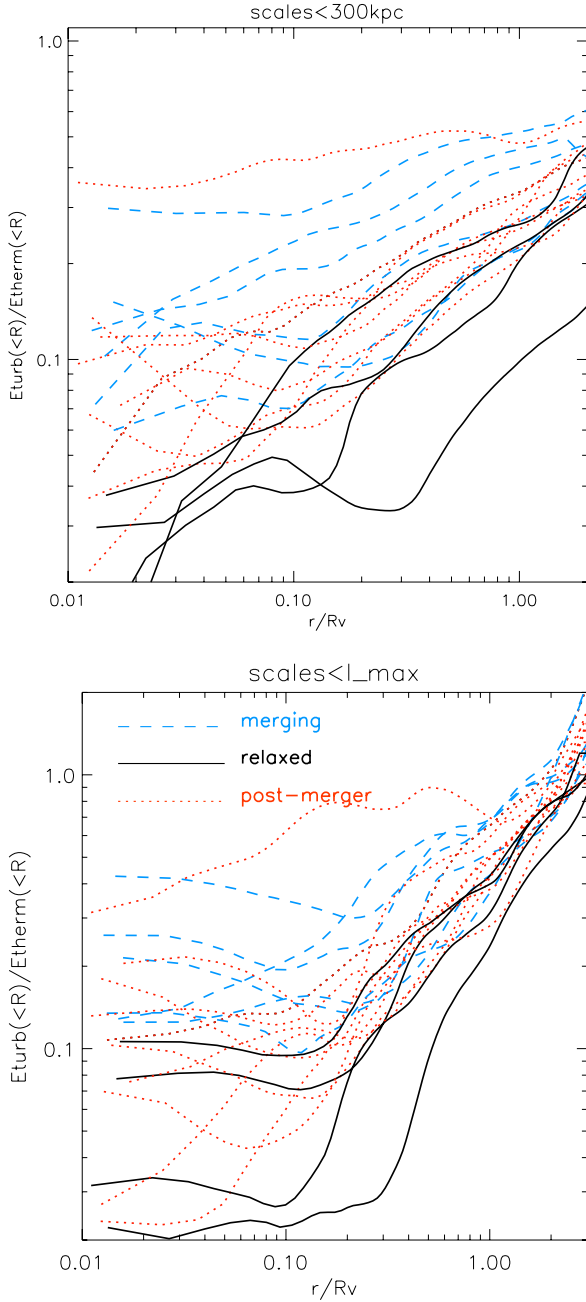 scales<300kpc
1.0
0.1
Eturb(<R)/Etherm(<R)
0.01
0.10
1.00
r/Rv
scales<l_max
merging
relaxed
post-merger
1.0
0.1
Eturb(<R)/Etherm(<R)
0.01
0.10
1.00
r/Rv